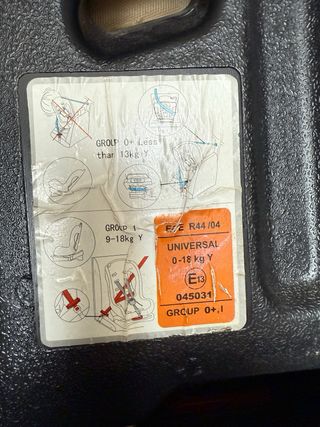 GROUP 0+ Less
than 13kg-Y
GROUP 1
9-18kg Y
ECE R44/04
UNIVERSAL
0-18 kg Y
E13
045031
GROUP 0+,I